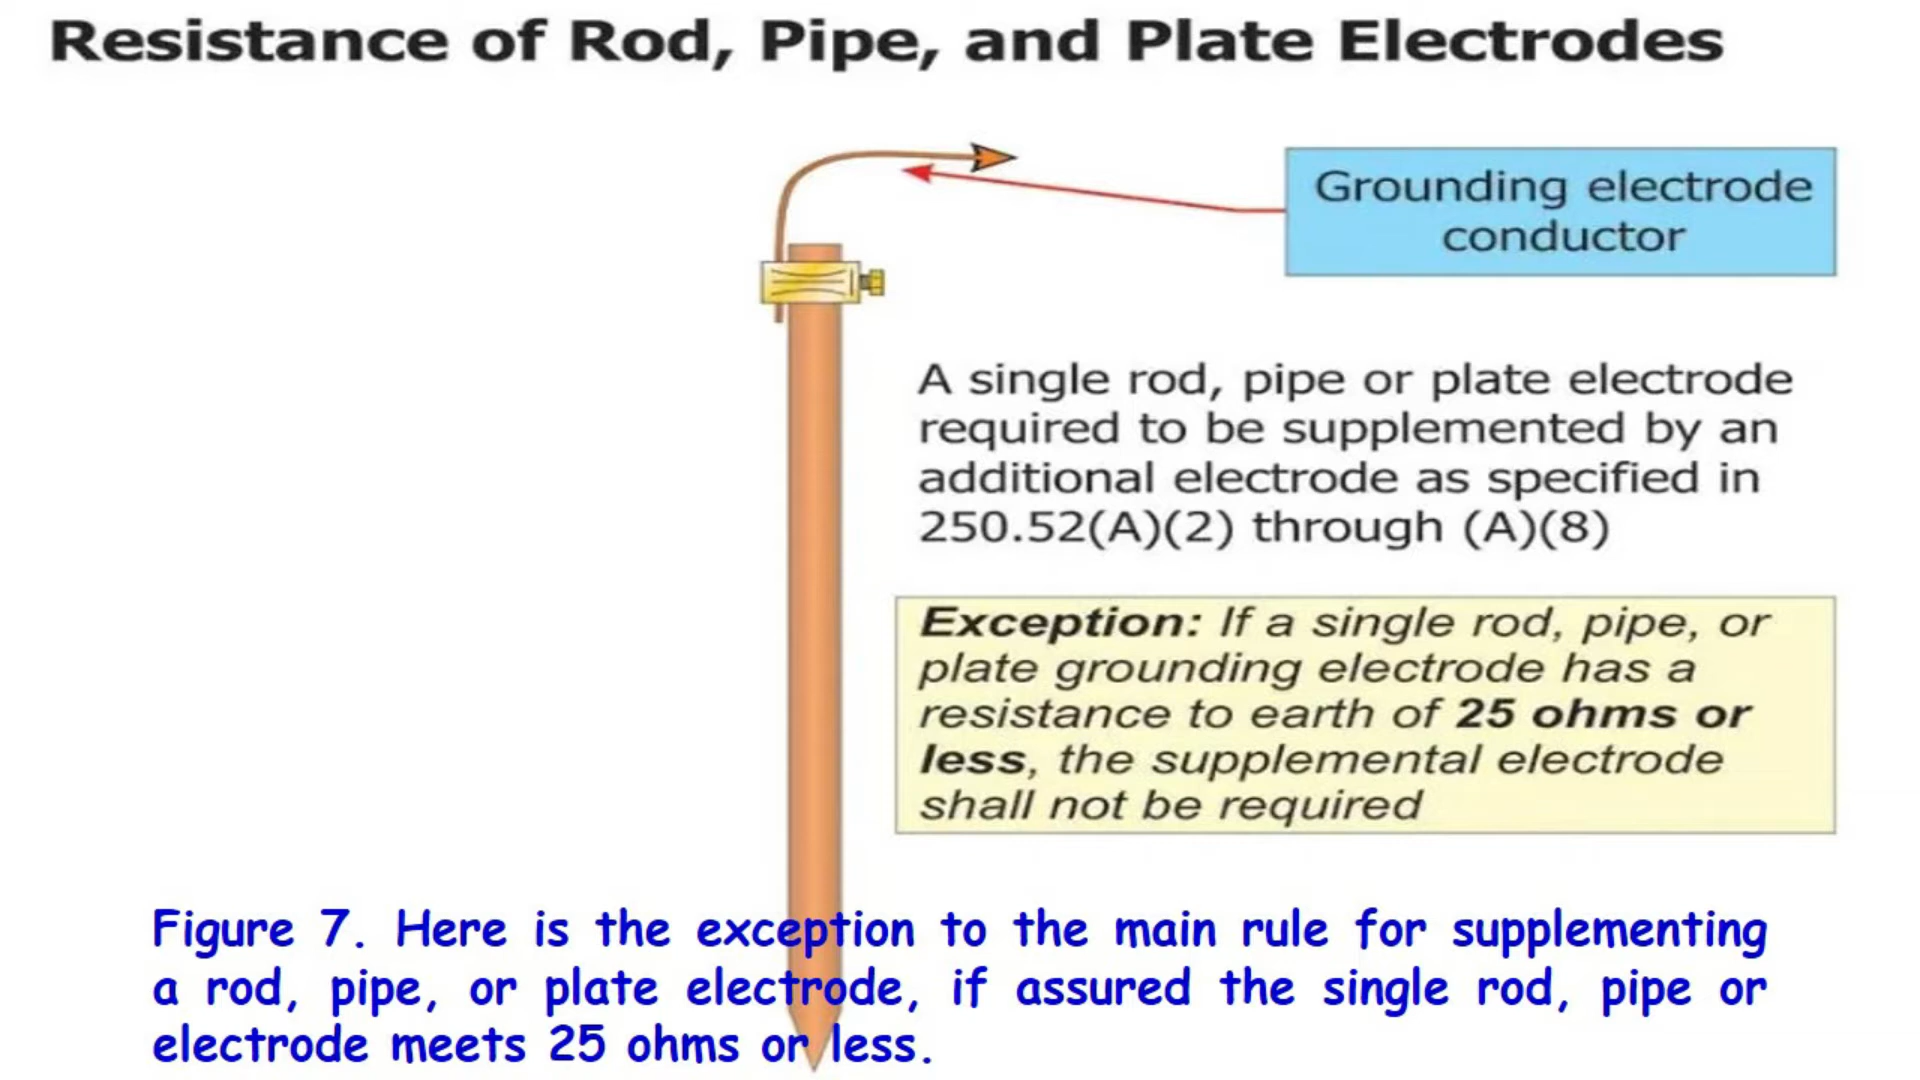 Resistance of Rod, Pipe, and Plate Electrodes
Grounding electrode
conductor
A single rod, pipe or plate electrode
required to be supplemented by an
additional electrode as specified in
250.52(A)(2) through (A)(8)
Exception: If a single rod, pipe, or
plate grounding electrode has a
resistance to earth of 25 ohms or
less, the supplemental electrode
shall not be required
Figure 7. Here is the exception to the main rule for supplementing
a rod, pipe, or plate electrode, if assured the single rod, pipe or
electrode meets 25 ohms or less.